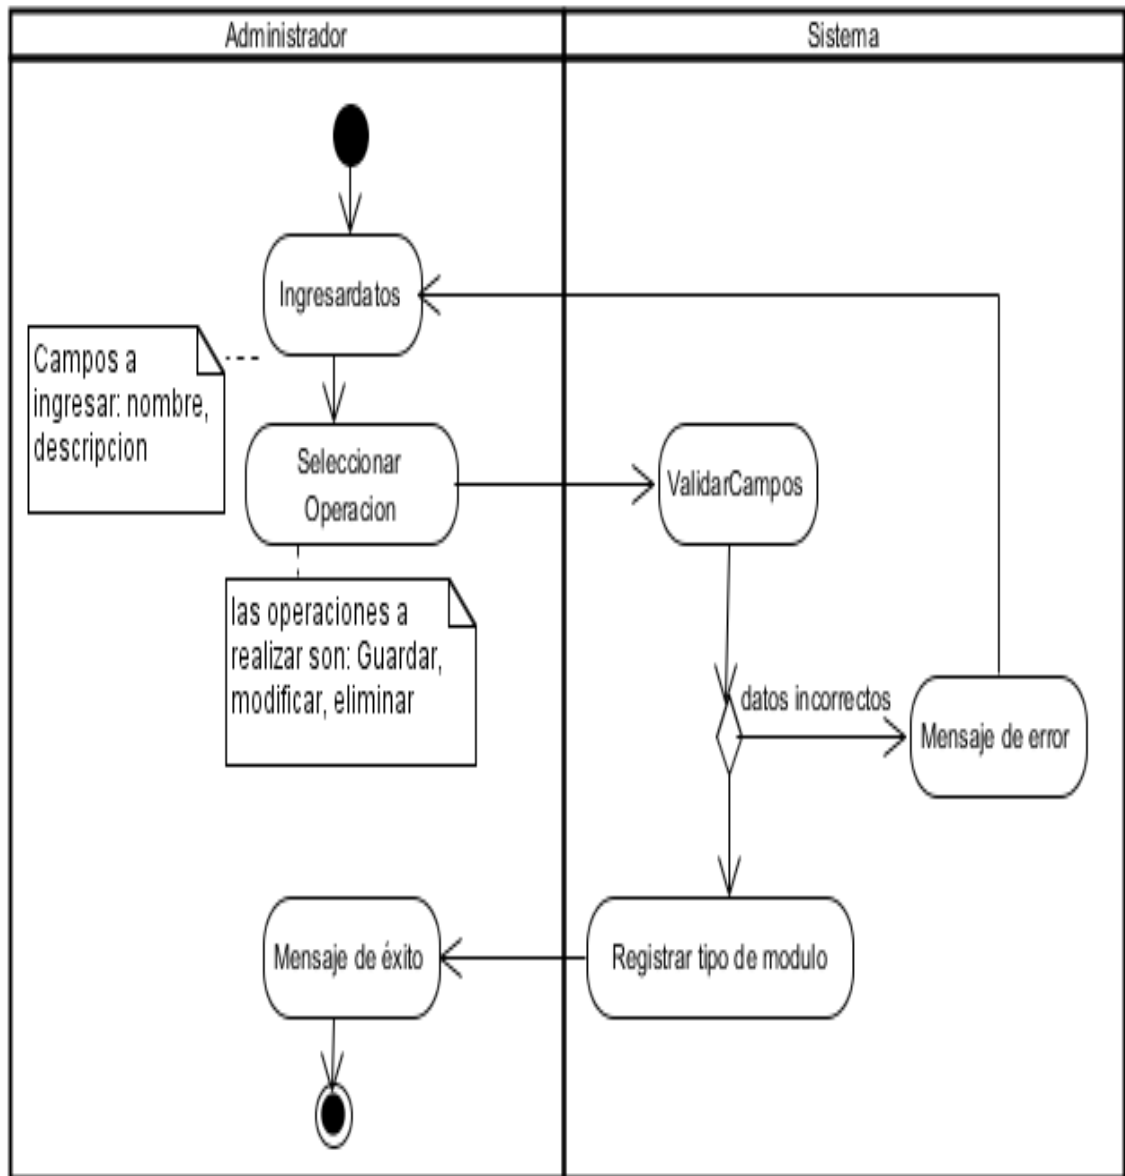 Administrador
Sistema
Ingresardatos
Campos a
ingresar: nombre,
descripcion
Seleccionar
Operacion
ValidarCampos
las operaciones a
realizar son: Guardar,
modificar, eliminar
datos incorrectos
Mensaje de error
Mensaje de éxito
Registrar tipo de modulo